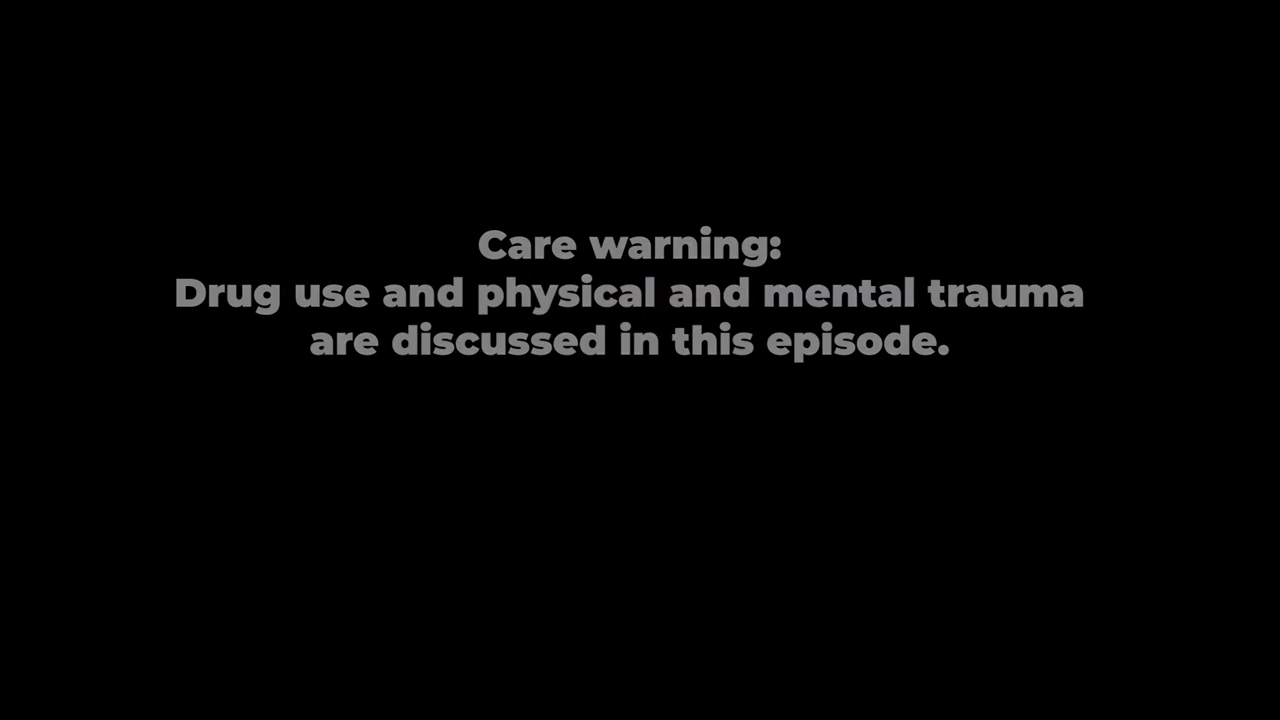 Care warning:
Drug use and physical and mental trauma
are discussed in this episode.